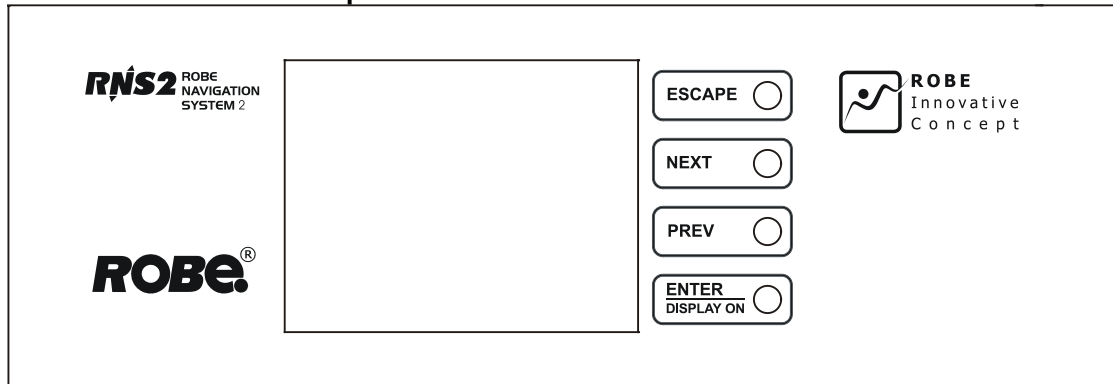 RNS2 ROBE
NAVIGATION
SYSTEM 2
ROBE®
ESCAPE
NEXT
PREV
ENTER
DISPLAY ON
ROBE
Innovative
Concept